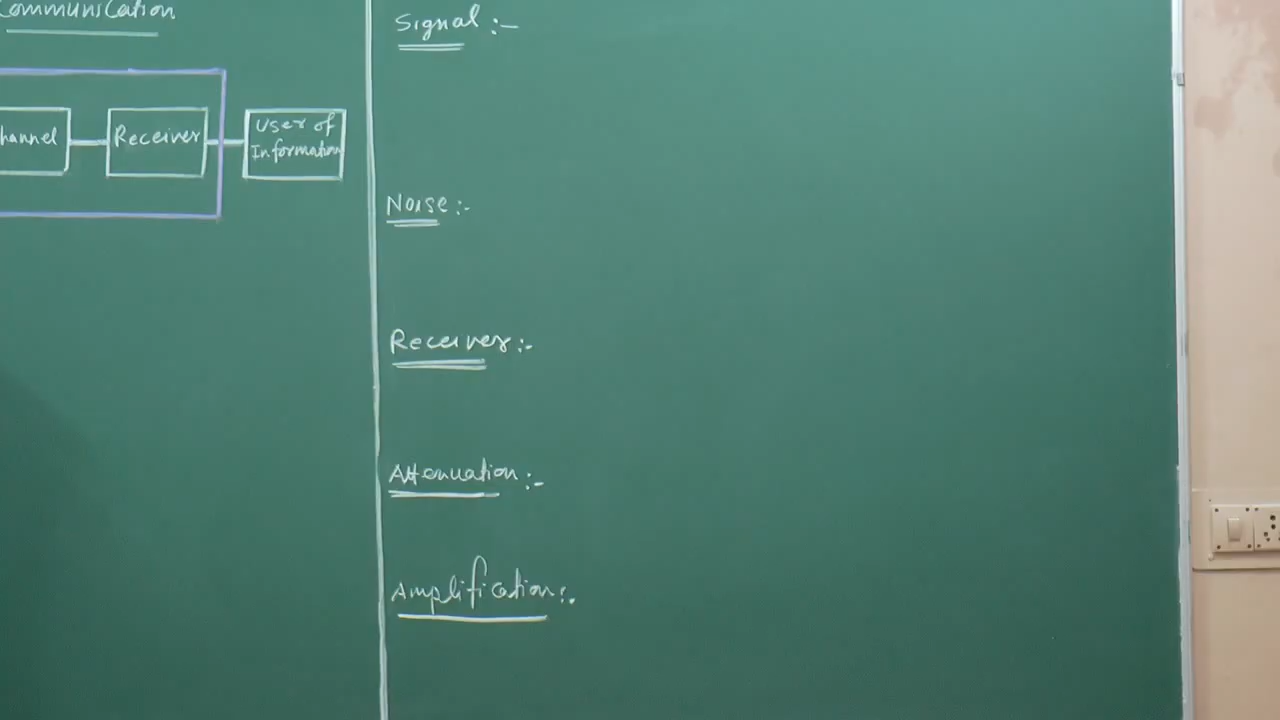 Communication
hannel
Receiver
User of
Information
Signal :-
Noise :-
Receiver :-
Attenuation :-
Amplification :.